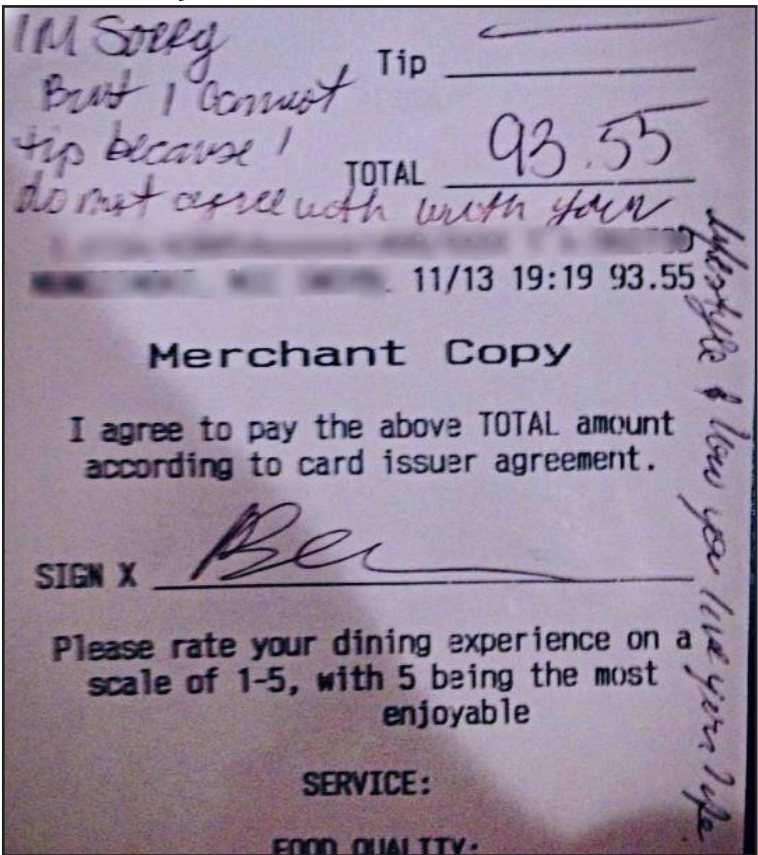 IM Sorry
But I cannot
tip because I
do not agree with with your
lifestyle & how you live your life.
Tip
TOTAL 93.55
11/13 19:19 93.55
Merchant Copy
I agree to pay the above TOTAL amount
according to card issuer agreement.
SIGN X
Please rate your dining experience on a
scale of 1-5, with 5 being the most
enjoyable
SERVICE:
FOOD QUALITY: